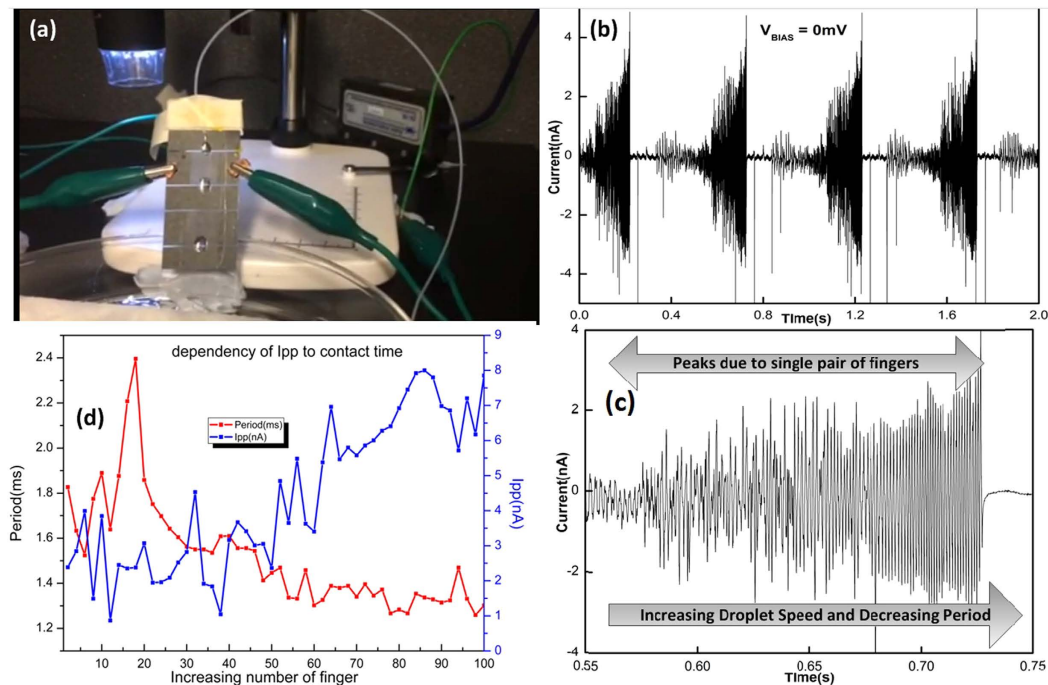 (a)
(b)
V_BIAS = 0mV
Current(nA)
4
2
0
-2
-4
0.0 0.4 0.8 1.2 1.6 2.0
TIme(s)
dependency of Ipp to contact time
(d)
Period(ms)
Ipp(nA)
Period(ms)
2.4
2.2
2.0
1.8
1.6
1.4
1.2
Ipp(nA)
9
8
7
6
5
4
3
2
1
0
10 20 30 40 50 60 70 80 90 100
Increasing number of finger
Peaks due to single pair of fingers
(c)
Current(nA)
4
2
0
-2
-4
Increasing Droplet Speed and Decreasing Period
0.55 0.60 0.65 0.70 0.75
TIme(s)